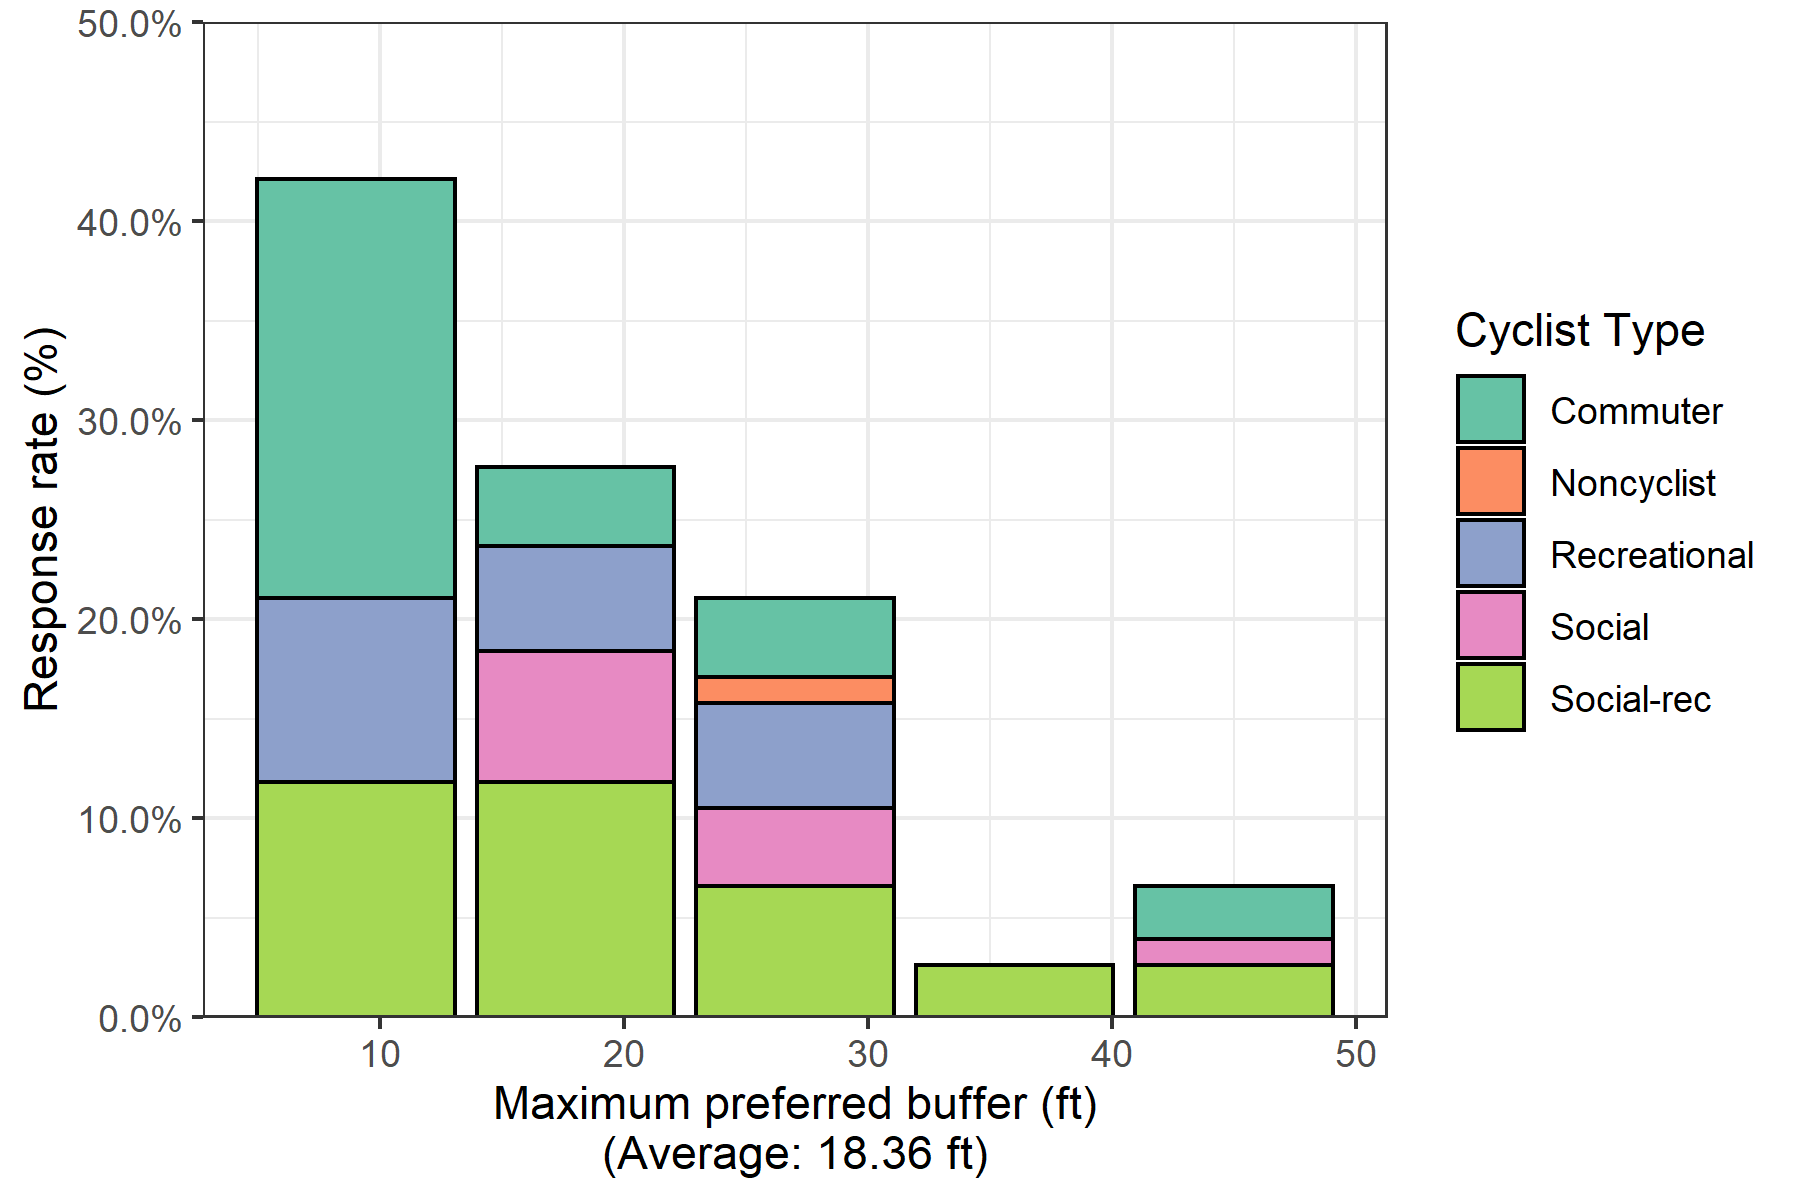 50.0%
40.0%
30.0%
20.0%
10.0%
0.0%
Response rate (%)
10 20 30 40 50
Maximum preferred buffer (ft)
(Average: 18.36 ft)
Cyclist Type
Commuter
Noncyclist
Recreational
Social
Social-rec